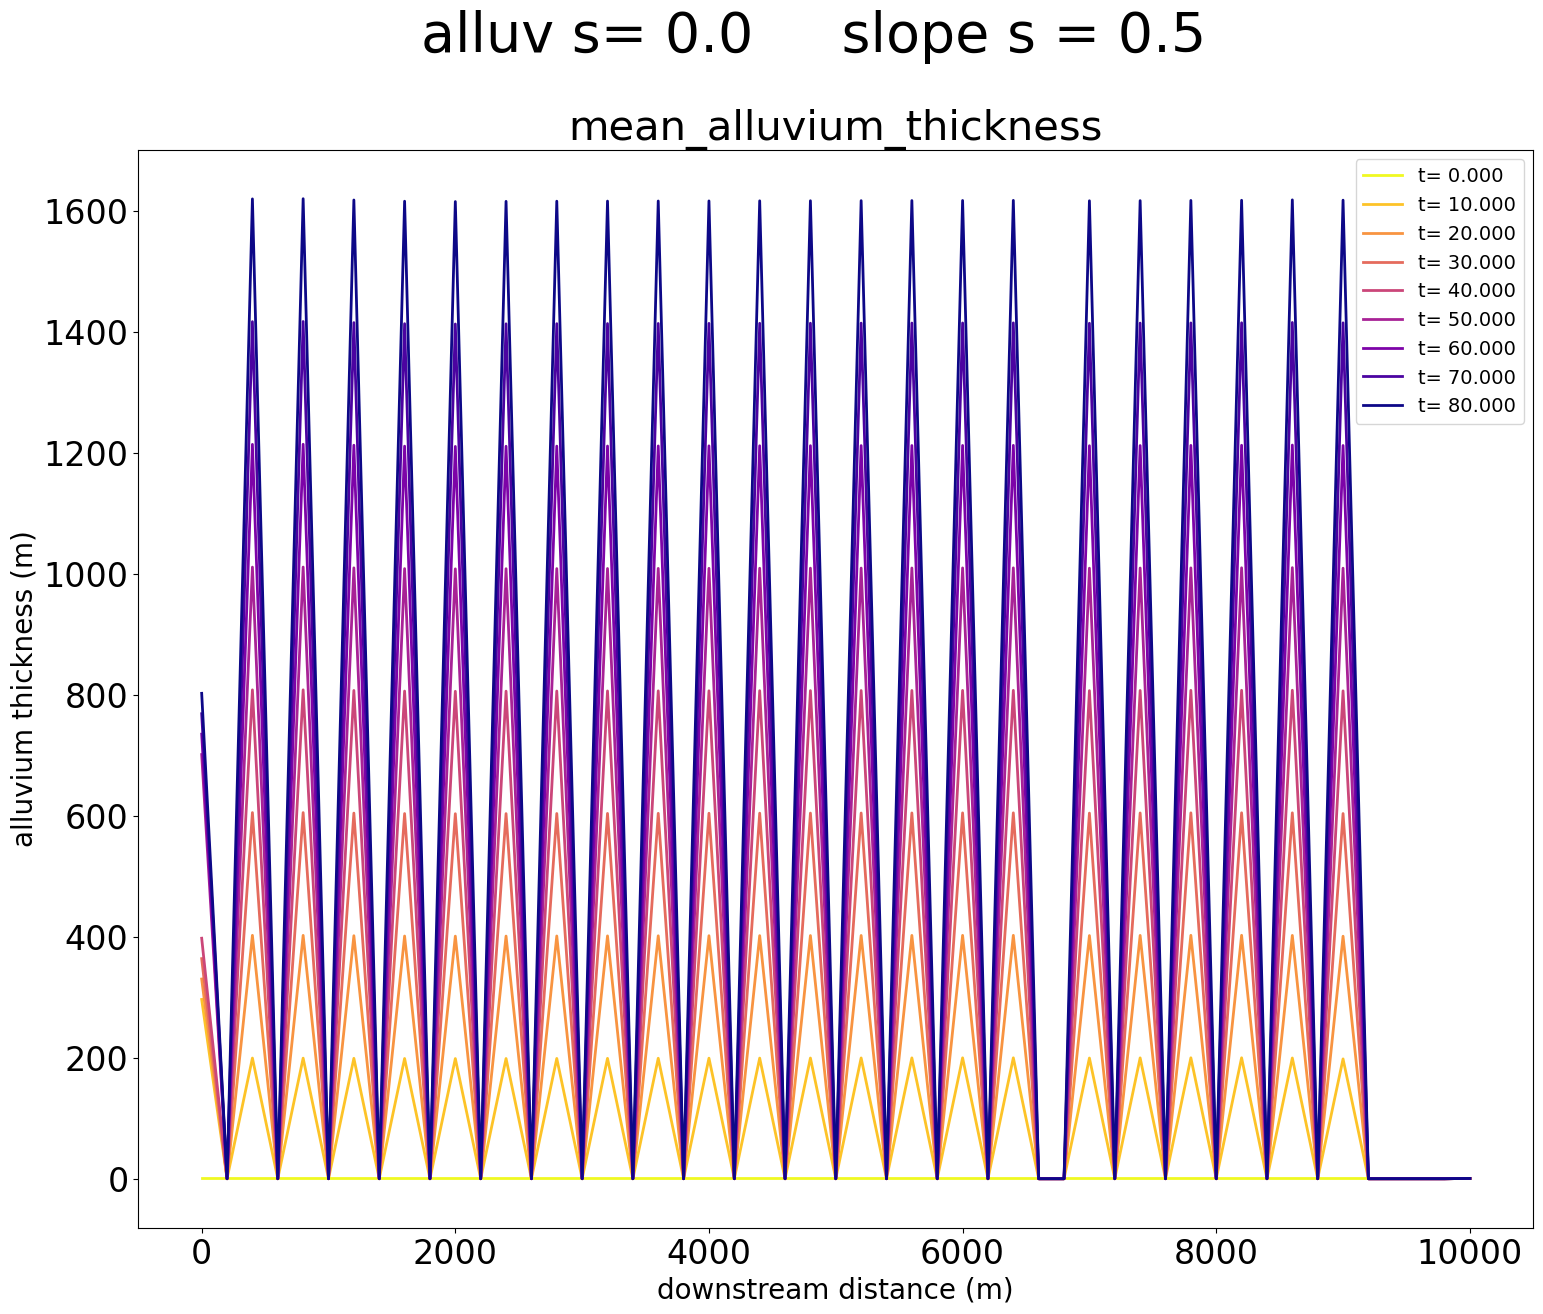 alluv s= 0.0 slope s = 0.5
mean_alluvium_thickness
t= 0.000
t= 10.000
t= 20.000
t= 30.000
t= 40.000
t= 50.000
t= 60.000
t= 70.000
t= 80.000
1600
1400
1200
1000
800
600
400
200
0
alluvium thickness (m)
0 2000 4000 6000 8000 10000
downstream distance (m)